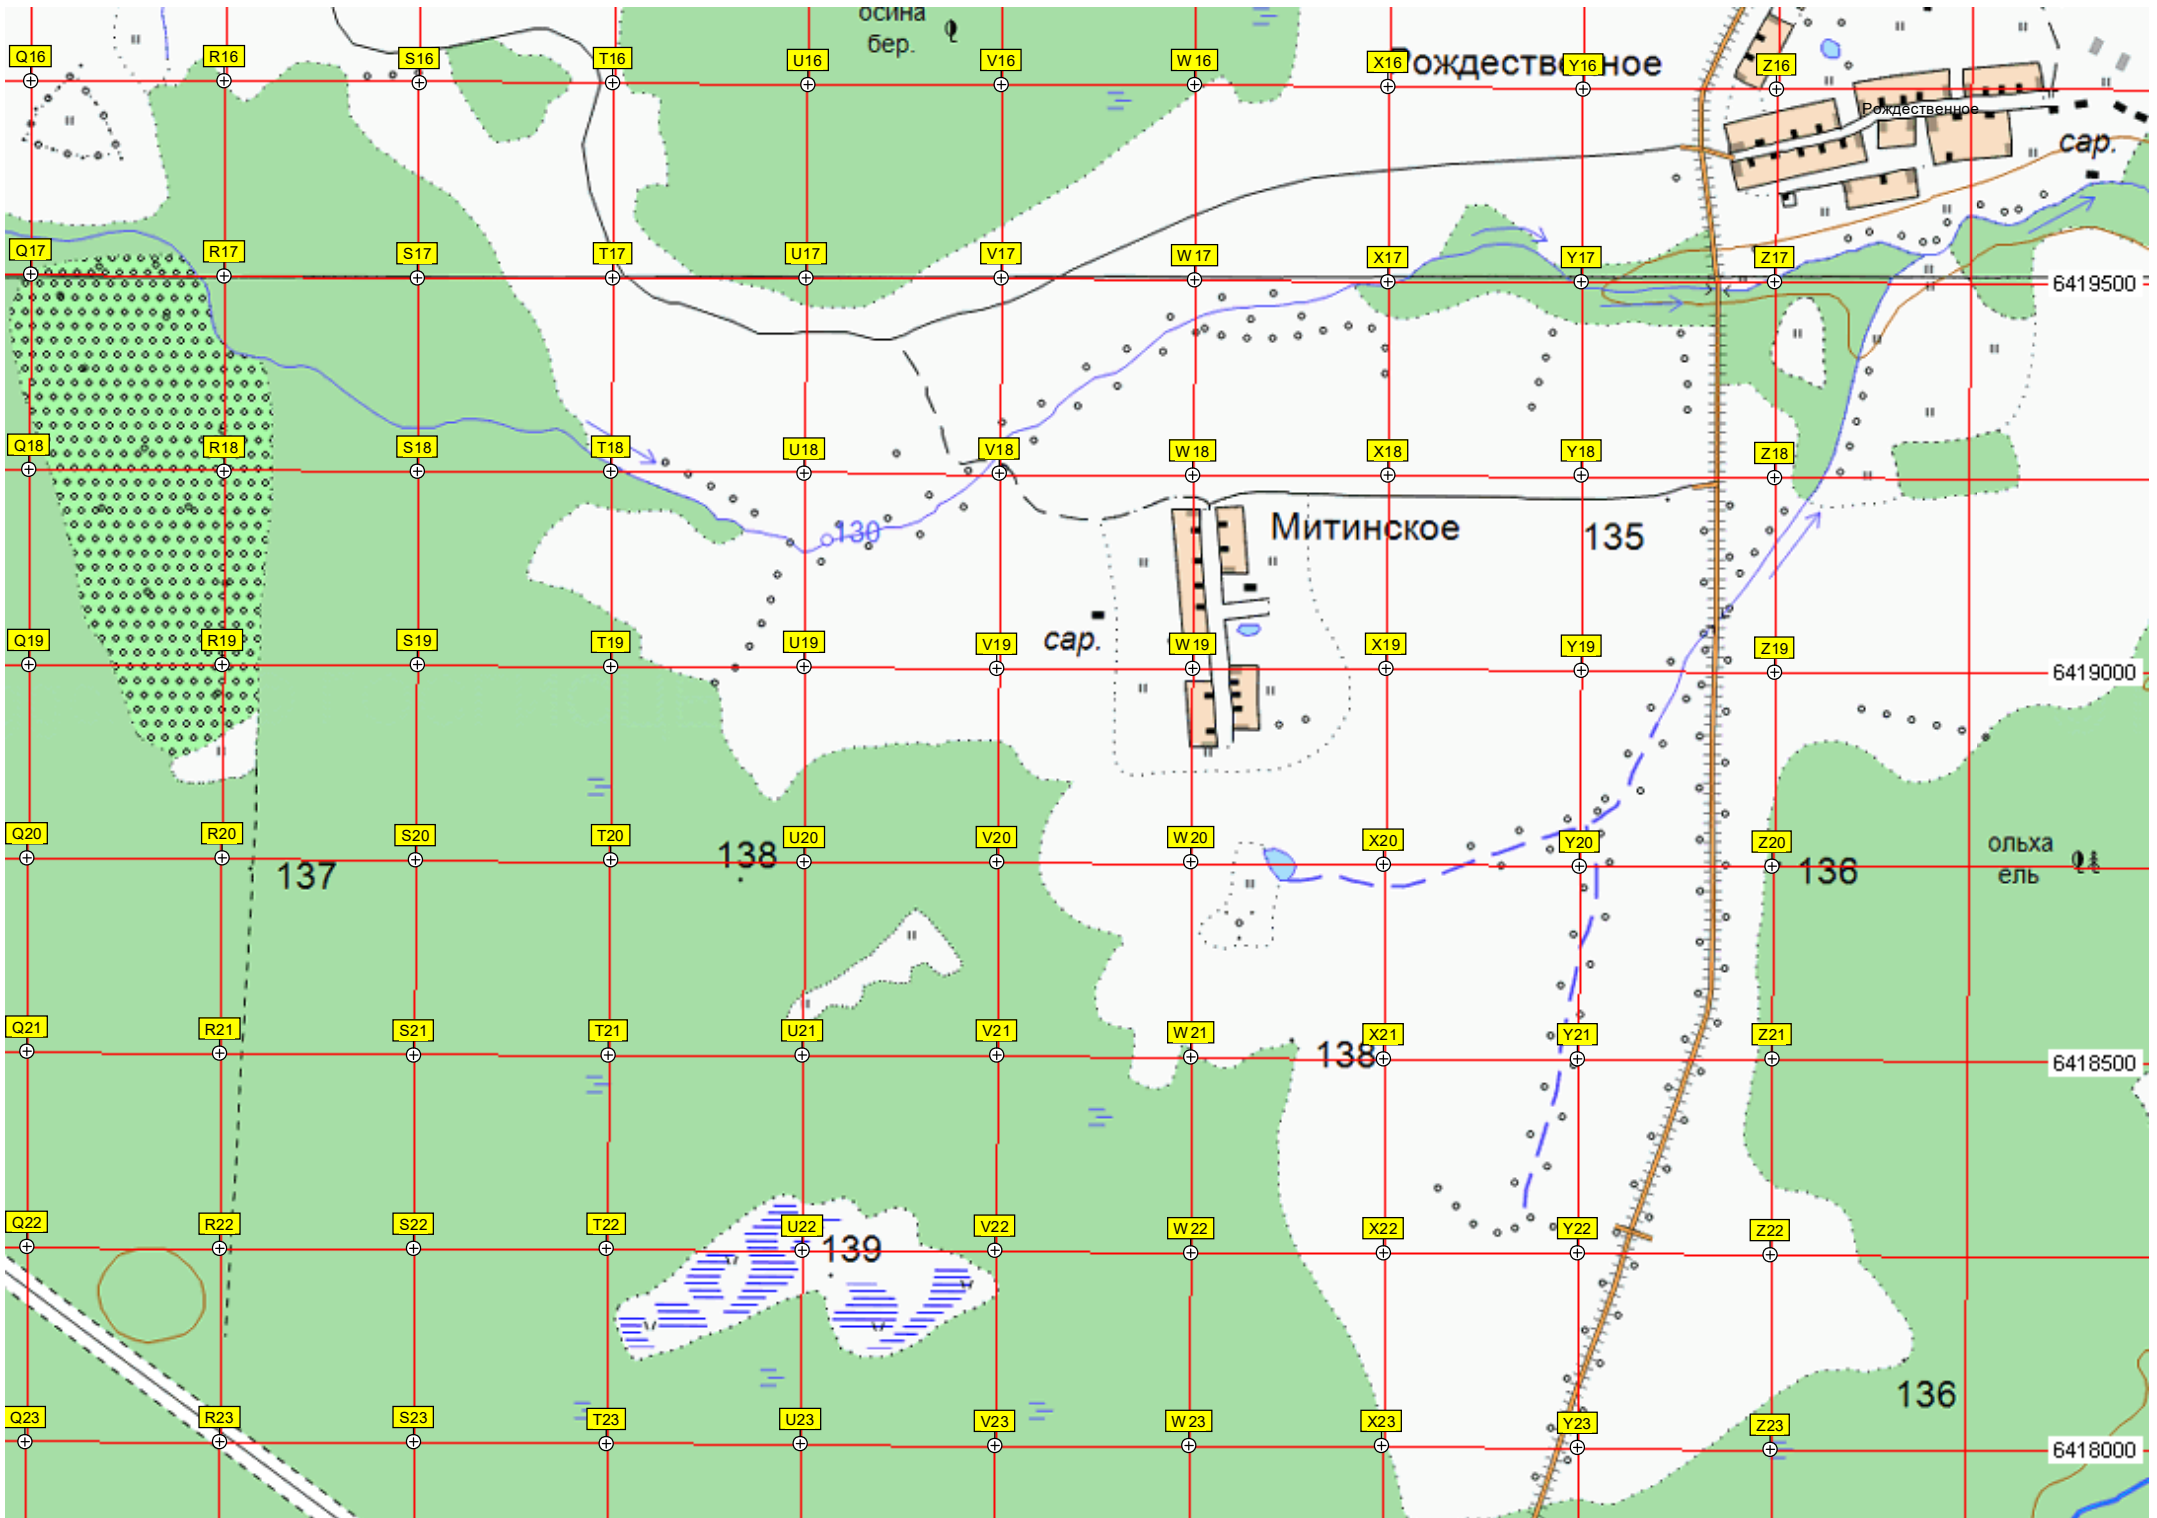 осина
бер.
Рождественное
Q16 R16 S16 T16 U16 V16 W16 X16 Y16 Z16
Рождественное
сар.
Q17 R17 S17 T17 U17 V17 W17 X17 Y17 Z17
6419500
Q18 R18 S18 T18 U18 V18 W18 X18 Y18 Z18
130
Митинское
135
сар.
Q19 R19 S19 T19 U19 V19 W19 X19 Y19 Z19
6419000
Q20 R20 S20 T20 U20 V20 W20 X20 Y20 Z20
137
138
136
ольха
ель
Q21 R21 S21 T21 U21 V21 W21 X21 Y21 Z21
138
6418500
Q22 R22 S22 T22 U22 V22 W22 X22 Y22 Z22
139
136
Q23 R23 S23 T23 U23 V23 W23 X23 Y23 Z23
6418000